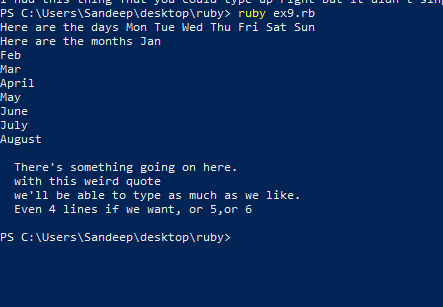 I had this thing that you could type up right but it didn't sin
PS C:\Users\Sandeep\desktop\ruby> ruby ex9.rb
Here are the days Mon Tue Wed Thu Fri Sat Sun
Here are the months Jan
Feb
Mar
April
May
June
July
August
There's something going on here.
with this weird quote
we'll be able to type as much as we like.
Even 4 lines if we want, or 5,or 6
PS C:\Users\Sandeep\desktop\ruby>